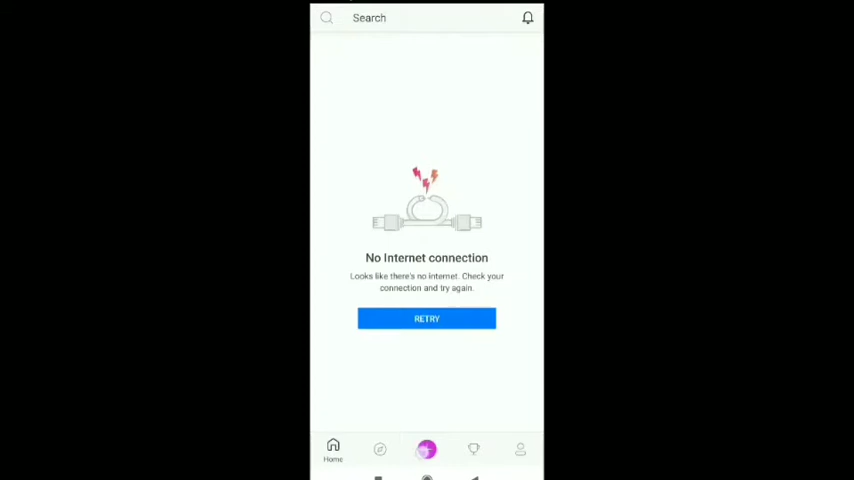 Search
No Internet connection
Looks like there's no internet. Check your
connection and try again.
RETRY
Home